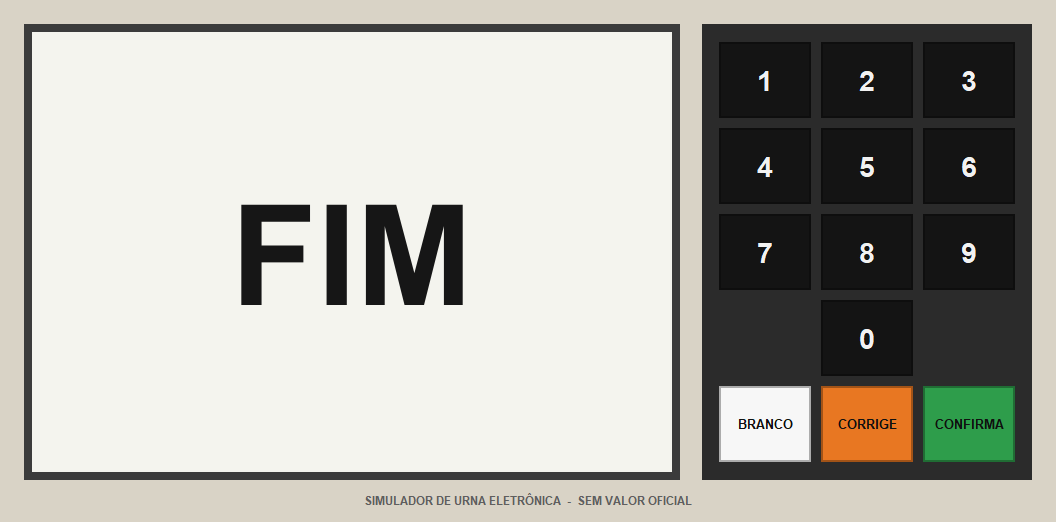 FIM
1 2 3
4 5 6
7 8 9
0
BRANCO CORRIGE CONFIRMA
SIMULADOR DE URNA ELETRÔNICA - SEM VALOR OFICIAL